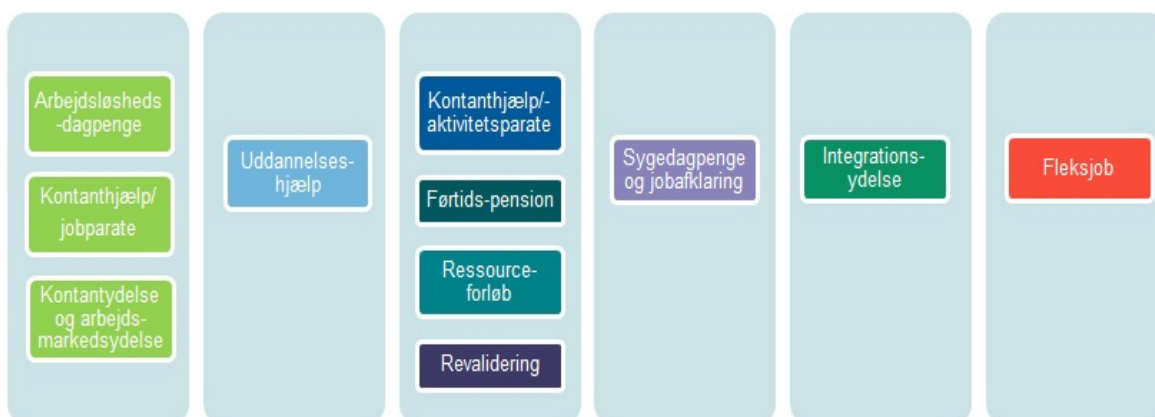 Arbejdsløsheds
-dagpenge
Kontanthjælp/
jobparate
Kontantydelse
og arbejds-
markedsydelse
Uddannelses-
hjælp
Kontanthjælp/-
aktivitetsparate
Førtids-pension
Ressource-
forløb
Revalidering
Sygedagpenge
og jobafklaring
Integrations-
ydelse
Fleksjob